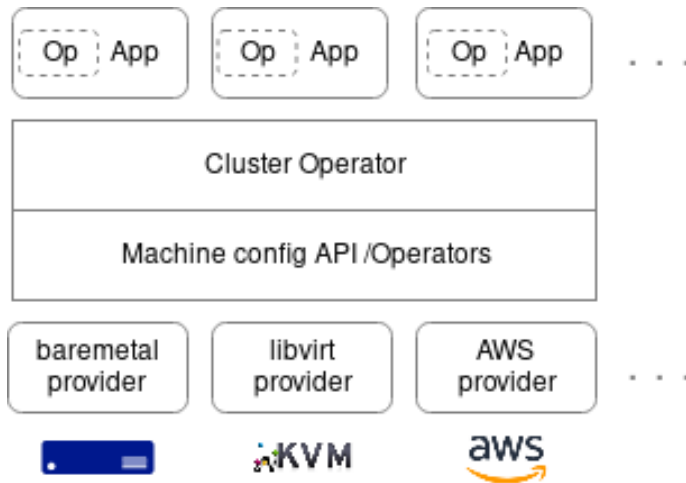 Op App Op App Op App . . .
Cluster Operator
Machine config API /Operators
baremetal provider
libvirt provider
AWS provider
. . .
KVM
aws